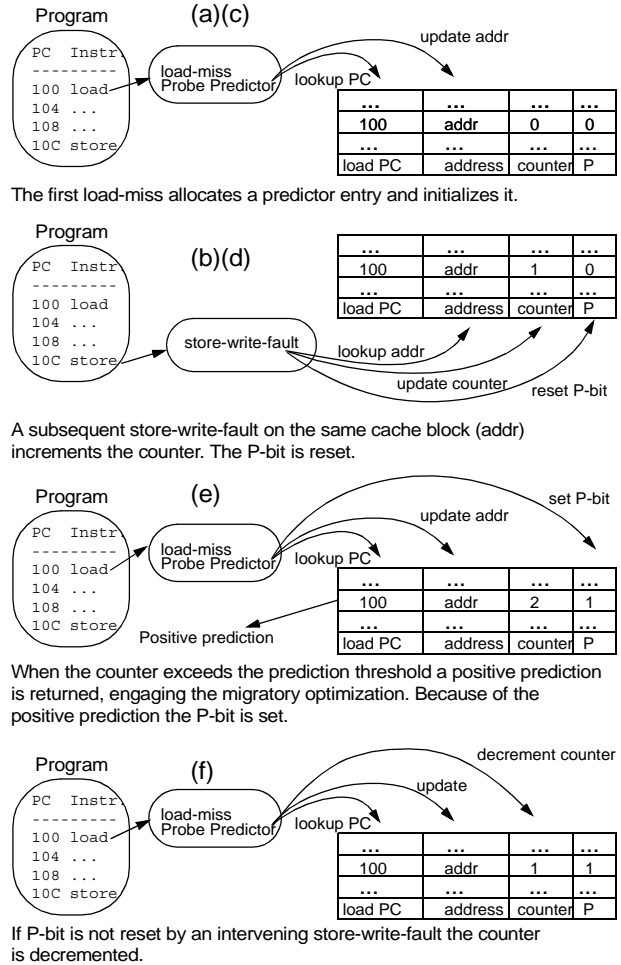 Program
(a)(c)
update addr
PC Instr.
---------
100 load
104 ...
108 ...
10C store
load-miss
Probe Predictor
lookup PC
... ... ... ...
100 addr 0 0
... ... ... ...
load PC address counter P
The first load-miss allocates a predictor entry and initializes it.
Program
(b)(d)
PC Instr.
---------
100 load
104 ...
108 ...
10C store
store-write-fault
... ... ... ...
100 addr 1 0
... ... ... ...
load PC address counter P
lookup addr
update counter
reset P-bit
A subsequent store-write-fault on the same cache block (addr)
increments the counter. The P-bit is reset.
Program
(e)
set P-bit
update addr
PC Instr.
---------
100 load
104 ...
108 ...
10C store
load-miss
Probe Predictor
lookup PC
Positive prediction
... ... ... ...
100 addr 2 1
... ... ... ...
load PC address counter P
When the counter exceeds the prediction threshold a positive prediction
is returned, engaging the migratory optimization. Because of the
positive prediction the P-bit is set.
Program
(f)
decrement counter
update
PC Instr.
---------
100 load
104 ...
108 ...
10C store
load-miss
Probe Predictor
lookup PC
... ... ... ...
100 addr 1 1
... ... ... ...
load PC address counter P
If P-bit is not reset by an intervening store-write-fault the counter
is decremented.